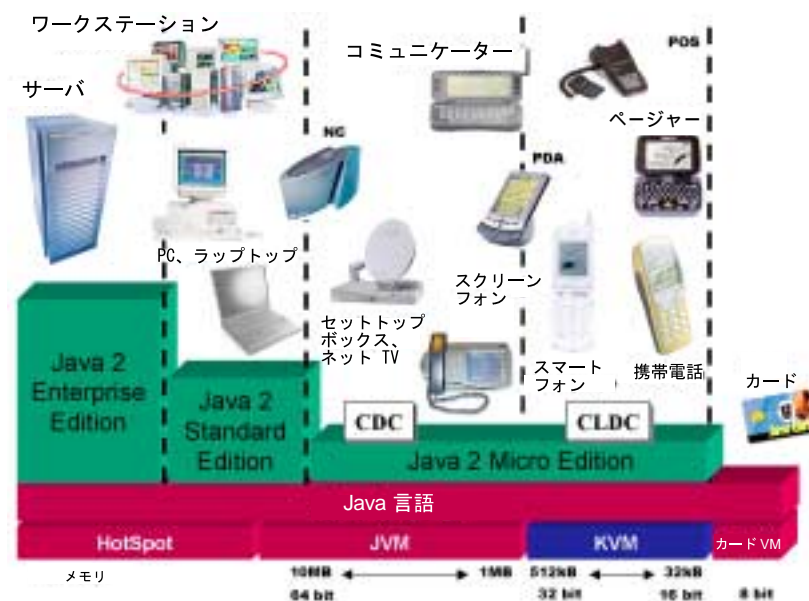 ワークステーション
サーバ
コミュニケーター
POS
ページャー
NC
PDA
PC、ラップトップ
スクリーン
フォン
セットトップ
ボックス、
ネット TV
スマート
フォン
携帯電話
カード
Java 2
Enterprise
Edition
Java 2
Standard
Edition
CDC
CLDC
Java 2 Micro Edition
Java 言語
HotSpot
JVM
KVM
カード VM
メモリ
10MB
1MB
512kB
32kB
64 bit
32 bit
16 bit
8 bit